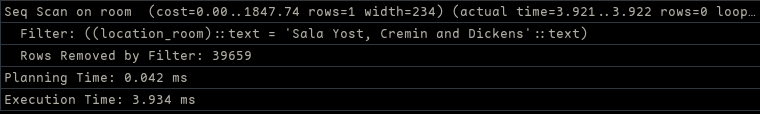 Seq Scan on room  (cost=0.00..1847.74 rows=1 width=234) (actual time=3.921..3.922 rows=0 loop…
  Filter: ((location_room)::text = 'Sala Yost, Cremin and Dickens'::text)
  Rows Removed by Filter: 39659
Planning Time: 0.042 ms
Execution Time: 3.934 ms